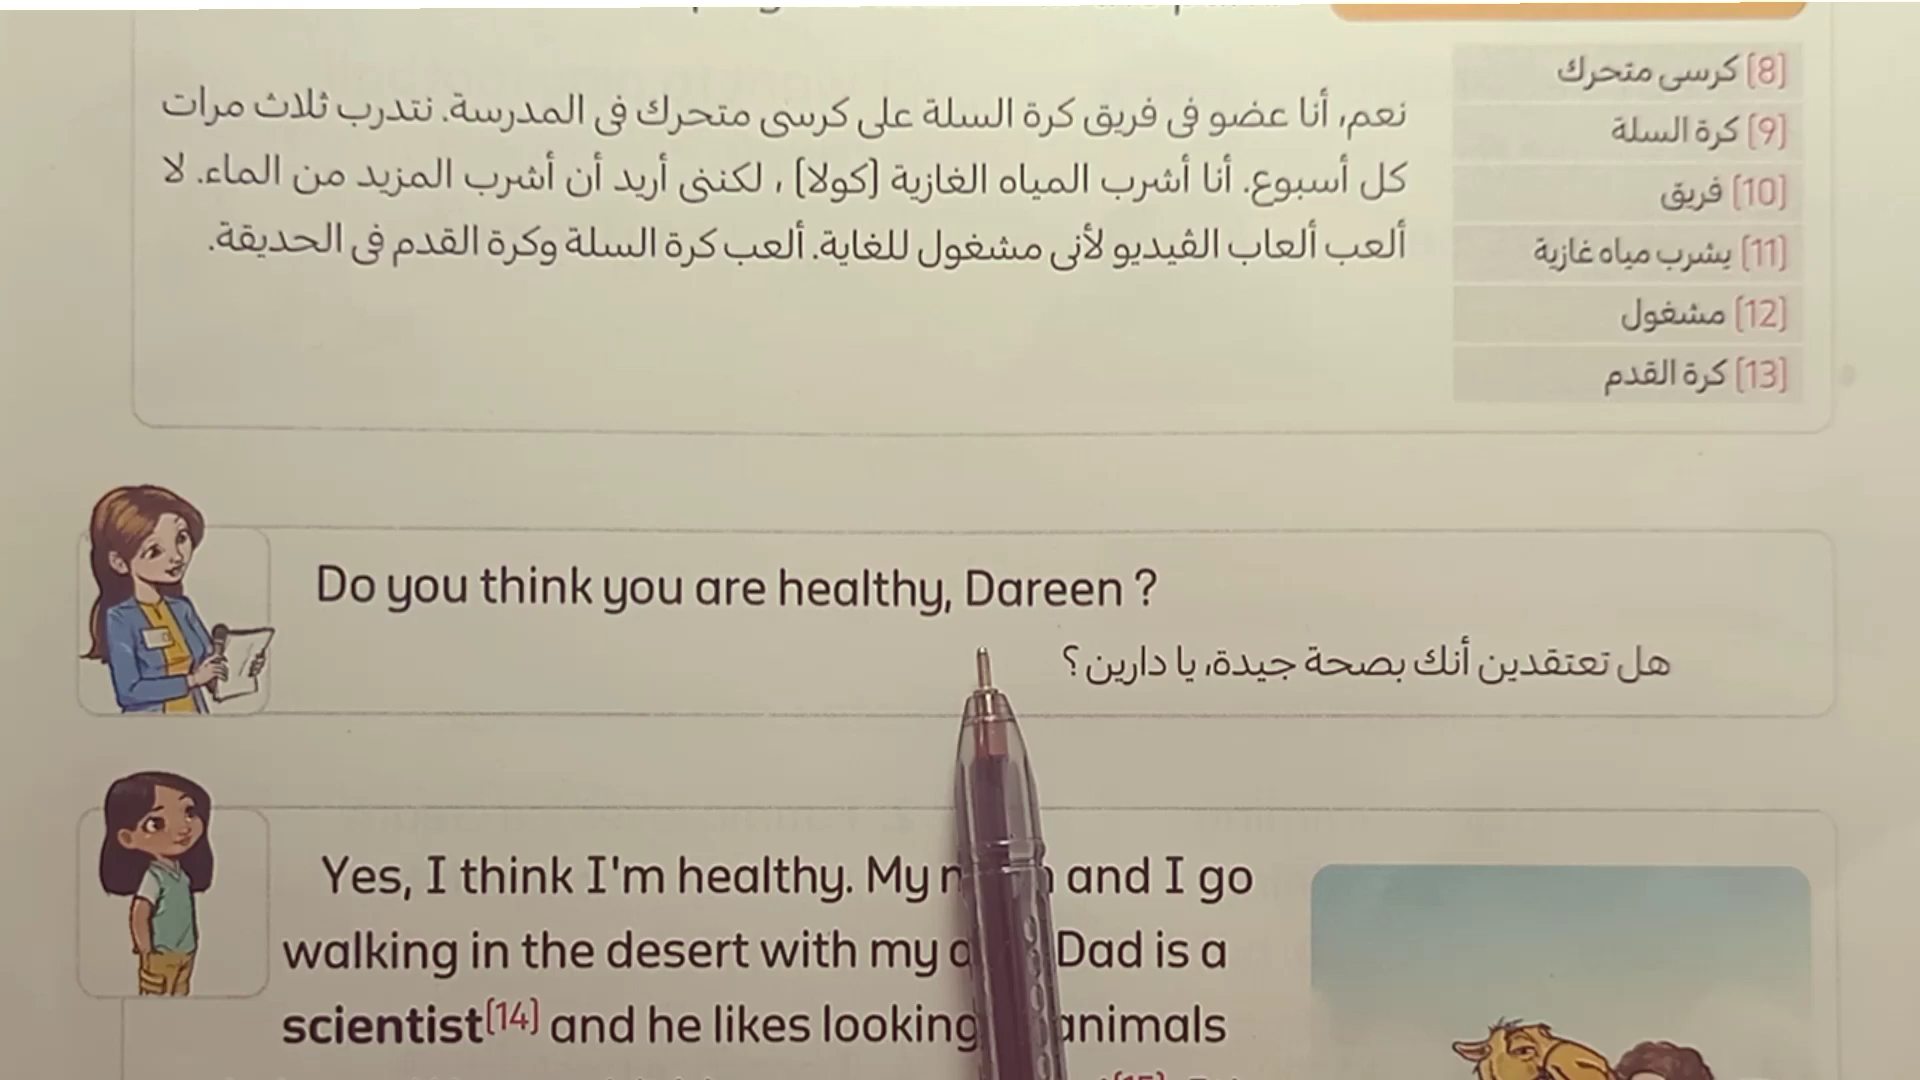 نعم، أنا عضو فى فريق كرة السلة على كرسى متحرك فى المدرسة. نتدرب ثلاث مرات
كل أسبوع. أنا أشرب المياه الغازية (كولا) ، لكننى أريد أن أشرب المزيد من الماء. لا
ألعب ألعاب الڤيديو لأنى مشغول للغاية. ألعب كرة السلة وكرة القدم فى الحديقة.
[8] كرسى متحرك
[9] كرة السلة
[10] فريق
[11] يشرب مياه غازية
[12] مشغول
[13] كرة القدم
Do you think you are healthy, Dareen ?
هل تعتقدين أنك بصحة جيدة، يا دارين؟
Yes, I think I'm healthy. My and I go
walking in the desert with my Dad is a
scientist[14] and he likes looking animals